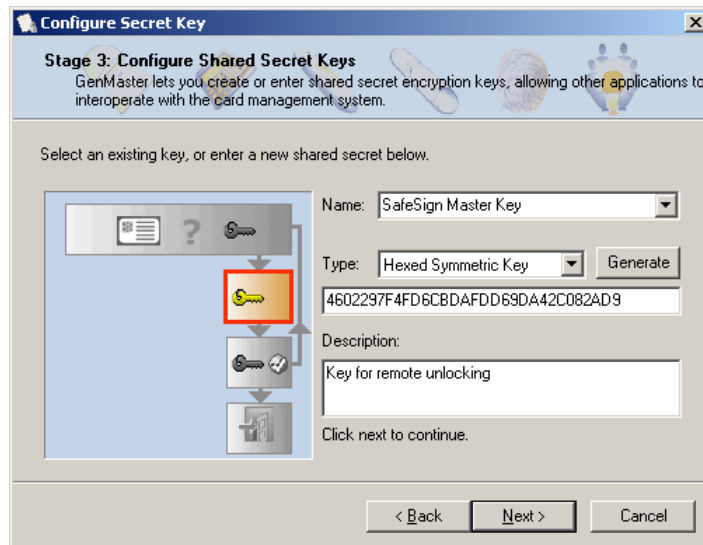 Configure Secret Key
Stage 3: Configure Shared Secret Keys
GenMaster lets you create or enter shared secret encryption keys, allowing other applications to
interoperate with the card management system.
Select an existing key, or enter a new shared secret below.
Name: SafeSign Master Key
Type: Hexed Symmetric Key Generate
4602297F4FD6CBDAFDD69DA42C082AD9
Description:
Key for remote unlocking
Click next to continue.
< Back Next > Cancel